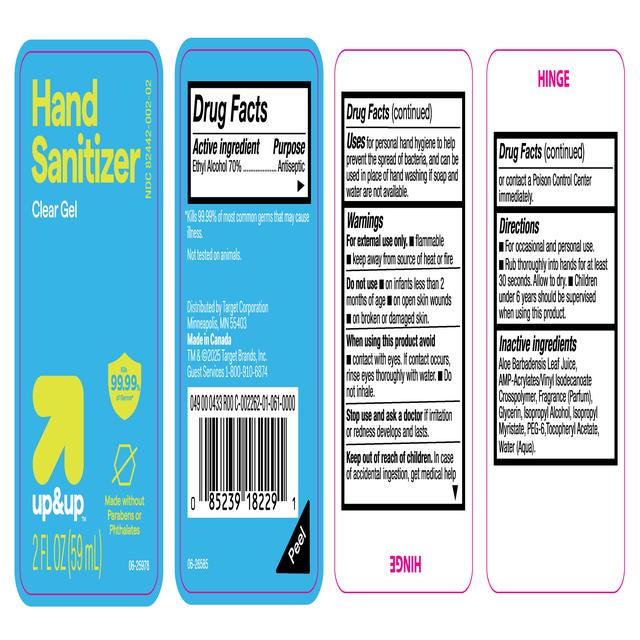 Hand
Sanitizer
NDC 82442-002-02
Clear Gel
Kills
99.99%
of Germs*
up&up™
Made without
Parabens or
Phthalates
2 FL OZ (59 mL)
06-25978
Drug Facts
Active ingredient Purpose
Ethyl Alcohol 70% ................ Antiseptic
*Kills 99.99% of most common germs that may cause
illness.
Not tested on animals.
Distributed by Target Corporation
Minneapolis, MN 55403
Made in Canada
TM & ©2025 Target Brands, Inc.
Guest Services 1-800-910-6874
049 00 0433 R00 C-002262-01-061-0000
0 85239 18229 1
Peel
06-26585
Drug Facts (continued)
Uses for personal hand hygiene to help
prevent the spread of bacteria, and can be
used in place of hand washing if soap and
water are not available.
Warnings
For external use only. ■ flammable
■ keep away from source of heat or fire
Do not use ■ on infants less than 2
months of age ■ on open skin wounds
■ on broken or damaged skin.
When using this product avoid
■ contact with eyes. If contact occurs,
rinse eyes thoroughly with water. ■ Do
not inhale.
Stop use and ask a doctor if irritation
or redness develops and lasts.
Keep out of reach of children. In case
of accidental ingestion, get medical help
HINGE
HINGE
Drug Facts (continued)
or contact a Poison Control Center
immediately.
Directions
■ For occasional and personal use.
■ Rub thoroughly into hands for at least
30 seconds. Allow to dry. ■ Children
under 6 years should be supervised
when using this product.
Inactive ingredients
Aloe Barbadensis Leaf Juice,
AMP-Acrylates/Vinyl Isodecanoate
Crosspolymer, Fragrance (Parfum),
Glycerin, Isopropyl Alcohol, Isopropyl
Myristate, PEG-6,Tocopheryl Acetate,
Water (Aqua).